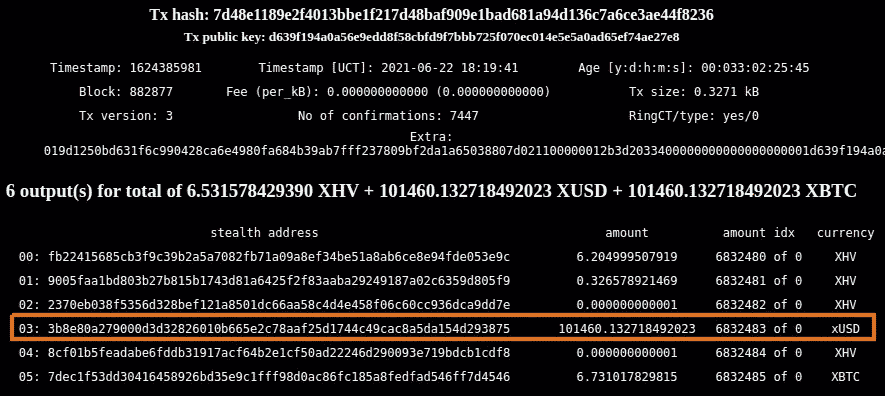 Tx hash: 7d48e1189e2f4013bbe1f217d48baf909e1bad681a94d136c7a6ce3ae44f8236
Tx public key: d639f194a0a56e9edd8f58cbfd9f7bbb725f070ec014e5e5a0ad65ef74ae27e8
Timestamp: 1624385981 Timestamp [UCT]: 2021-06-22 18:19:41 Age [y:d:h:m:s]: 00:033:02:25:45
Block: 882877 Fee (per_kB): 0.000000000000 (0.000000000000) Tx size: 0.3271 kB
Tx version: 3 No of confirmations: 7447 RingCT/type: yes/0
Extra:
019d1250bd631f6c990428ca6e4980fa684b39ab7fff237809bf2da1a65038807d021100000012b3d20334000000000000000000001d639f194a0a
6 output(s) for total of 6.531578429390 XHV + 101460.132718492023 XUSD + 101460.132718492023 XBTC
stealth address amount amount idx currency
00: fb22415685cb3f9c39b2a5a7082fb71a09a8ef34be51a8ab6ce8e94fde053e9c 6.204999507919 6832480 of 0 XHV
01: 9005faa1bd803b27b815b1743d81a6425f2f83aaba29249187a02c6359d805f9 0.326578921469 6832481 of 0 XHV
02: 2370eb038f5356d328bef121a8501dc66aa58c4d4e458f06c60cc936dca9dd7e 0.000000000001 6832482 of 0 XHV
03: 3b8e80a279000d3d32826010b665e2c78aaf25d1744c49cac8a5da154d293875 101460.132718492023 6832483 of 0 xUSD
04: 8cf01b5feadabe6fddb31917acf64b2e1cf50ad22246d290093e719bdcb1cdf8 0.000000000001 6832484 of 0 XHV
05: 7dec1f53dd30416458926bd35e9c1fff98d0ac86fc185a8fedfad546ff7d4546 6.731017829815 6832485 of 0 XBTC